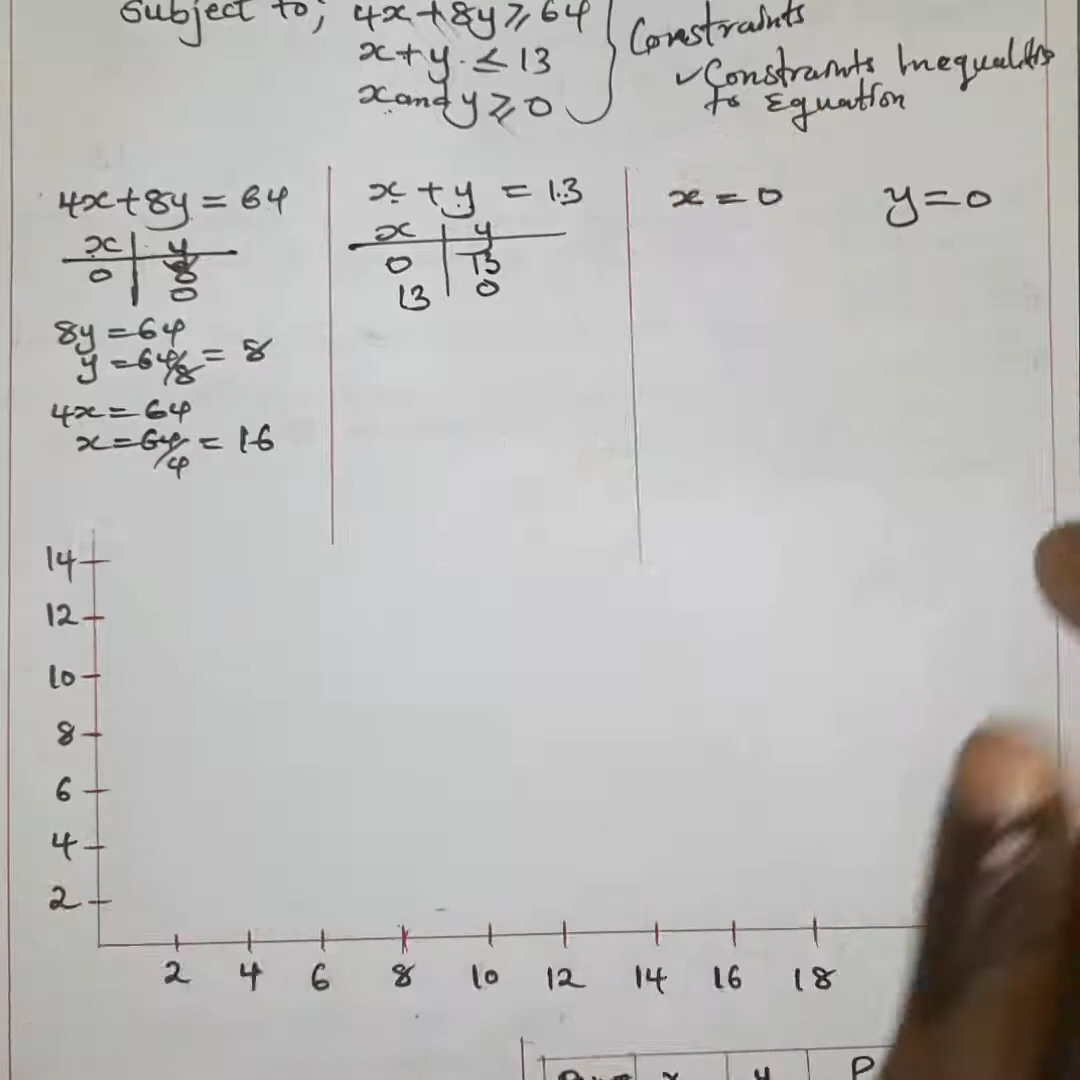 Subject to; 4x+8y ≥ 64
x+y ≤ 13
x and y ≥ 0
Constraints
✓Constraints Inequalities
to Equation
4x+8y = 64
x y
0 8
0
8y = 64
y = 64/8 = 8
4x = 64
x = 64/4 = 16
x + y = 13
x y
0 13
13 0
x = 0 y = 0
14
12
10
8
6
4
2
2 4 6 8 10 12 14 16 18
x y P